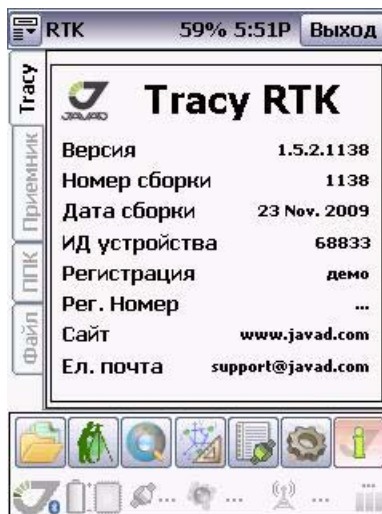 RTK 59% 5:51P Выход
Tracy
Приемник
ППК
Файл
JAVAD Tracy RTK
Версия 1.5.2.1138
Номер сборки 1138
Дата сборки 23 Nov. 2009
ИД устройства 68833
Регистрация демо
Рег. Номер ...
Сайт www.javad.com
Ел. почта support@javad.com
... ... ...